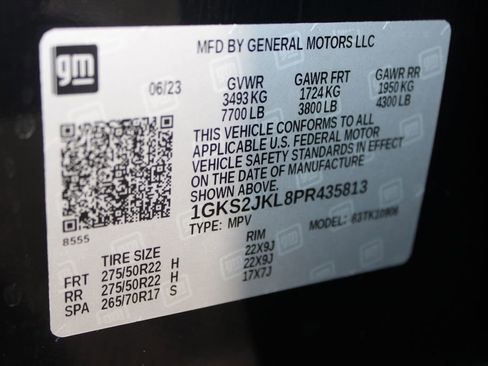 gm
MFD BY GENERAL MOTORS LLC
06/23 GVWR GAWR FRT GAWR RR
3493 KG 1724 KG 1950 KG
7700 LB 3800 LB 4300 LB
THIS VEHICLE CONFORMS TO ALL
APPLICABLE U.S. FEDERAL MOTOR
VEHICLE SAFETY STANDARDS IN EFFECT
ON THE DATE OF MANUFACTURE
SHOWN ABOVE.
1GKS2JKL8PR435813
8555 TYPE: MPV MODEL:
TIRE SIZE RIM
FRT 275/50R22 H 22X9J
RR 275/50R22 H 22X9J
SPA 265/70R17 S 17X7J